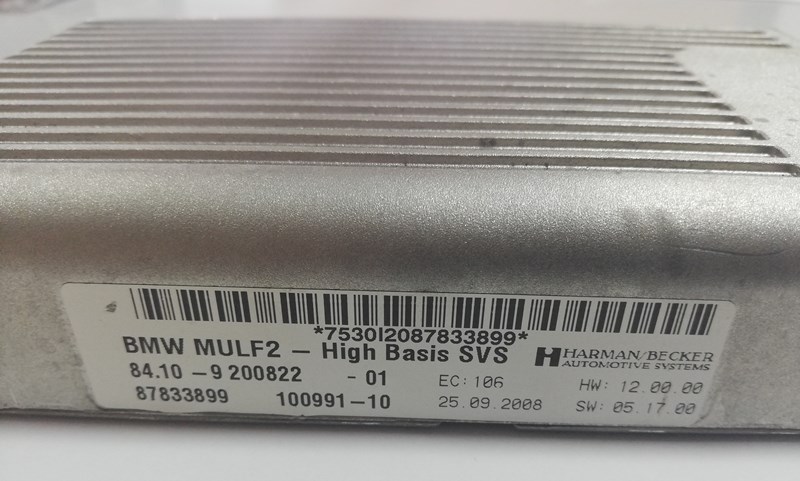 *7530I2087833899*
BMW MULF2 – High Basis SVS
HARMAN/BECKER
AUTOMOTIVE SYSTEMS
84.10 – 9 200822 - 01
EC: 106
HW: 12.00.00
87833899 100991–10
25.09.2008
SW: 05.17.00